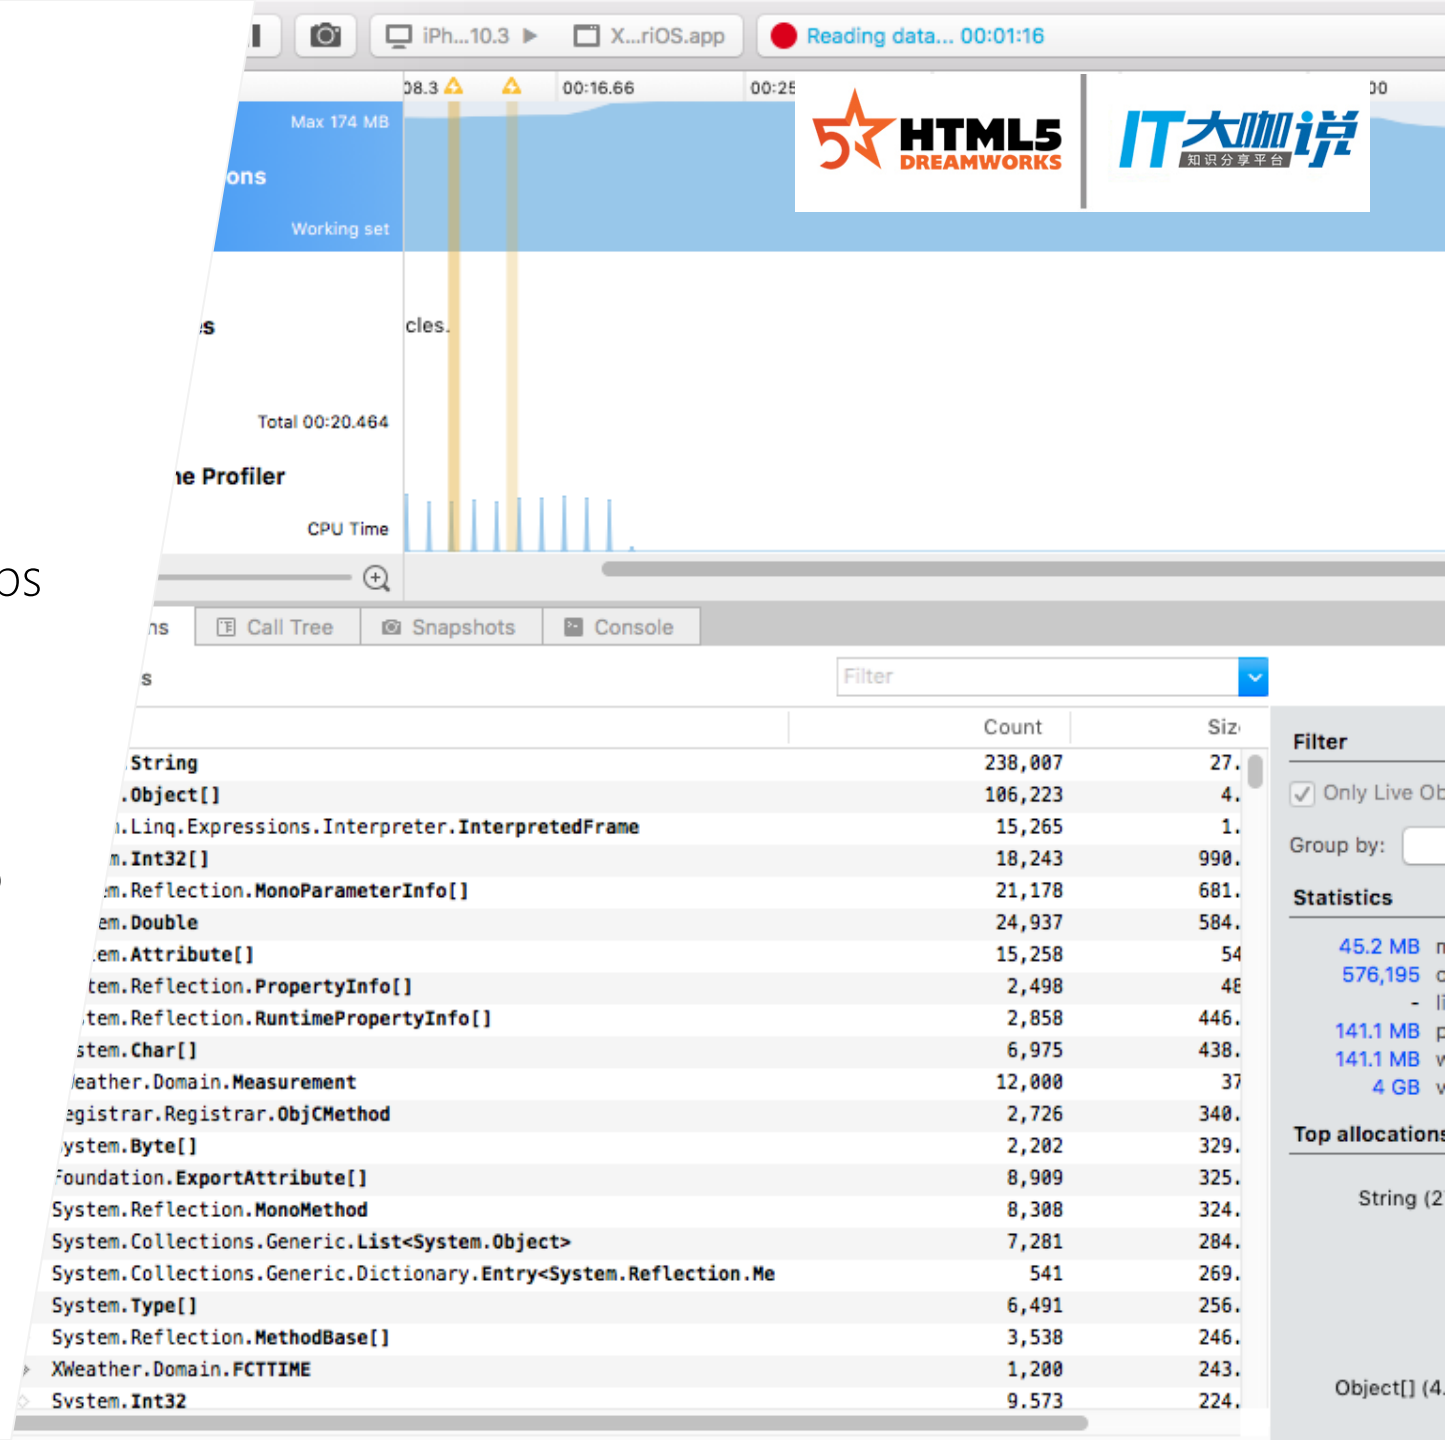 iPh...10.3 X...riOS.app Reading data... 00:01:16
08.3 00:16.66 00:25 00
Max 174 MB
ons
Working set
HTML5
DREAMWORKS
IT大咖说
知识分享平台
es
cles.
Total 00:20.464
ne Profiler
CPU Time
ps
ns Call Tree Snapshots Console
s
Filter
Count Siz
String 238,007 27.
.Object[] 106,223 4.
.Linq.Expressions.Interpreter.InterpretedFrame 15,265 1.
m.Int32[] 18,243 990.
em.Reflection.MonoParameterInfo[] 21,178 681.
em.Double 24,937 584.
tem.Attribute[] 15,258 54
tem.Reflection.PropertyInfo[] 2,498 48
stem.Reflection.RuntimePropertyInfo[] 2,858 446.
stem.Char[] 6,975 438.
Weather.Domain.Measurement 12,000 37
egistrar.Registrar.ObjCMethod 2,726 340.
ystem.Byte[] 2,202 329.
Foundation.ExportAttribute[] 8,909 325.
System.Reflection.MonoMethod 8,308 324.
System.Collections.Generic.List<System.Object> 7,281 284.
System.Collections.Generic.Dictionary.Entry<System.Reflection.Me 541 269.
System.Type[] 6,491 256.
System.Reflection.MethodBase[] 3,538 246.
XWeather.Domain.FCTTIME 1,200 243.
System.Int32 9,573 224.
Filter
Only Live Ob
Group by:
Statistics
45.2 MB
576,195
- li
141.1 MB p
141.1 MB
4 GB
Top allocations
String (2
Object[] (4.